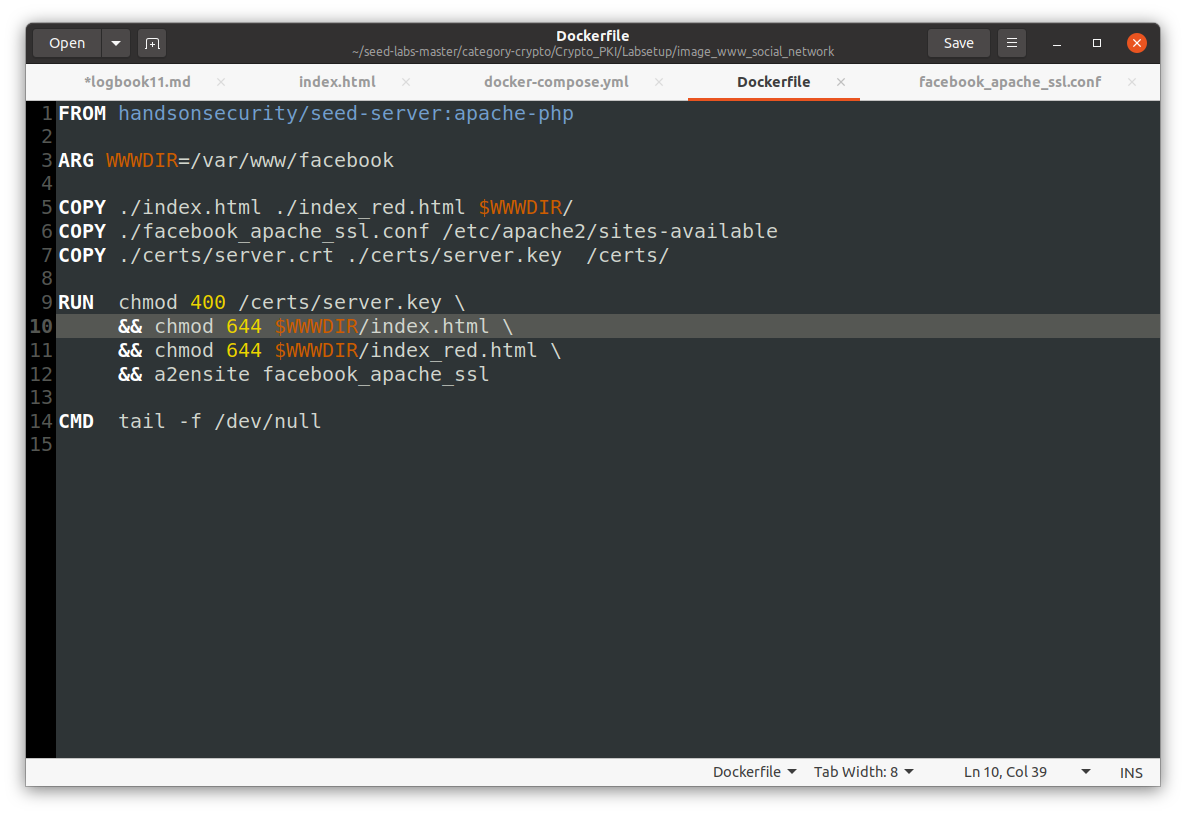 Open
Dockerfile
~/seed-labs-master/category-crypto/Crypto_PKI/Labsetup/image_www_social_network
Save
*logbook11.md × index.html × docker-compose.yml × Dockerfile × facebook_apache_ssl.conf ×
1 FROM handsonsecurity/seed-server:apache-php
2
3 ARG WWWDIR=/var/www/facebook
4
5 COPY ./index.html ./index_red.html $WWWDIR/
6 COPY ./facebook_apache_ssl.conf /etc/apache2/sites-available
7 COPY ./certs/server.crt ./certs/server.key  /certs/
8
9 RUN  chmod 400 /certs/server.key \
10      && chmod 644 $WWWDIR/index.html \
11      && chmod 644 $WWWDIR/index_red.html \
12      && a2ensite facebook_apache_ssl
13
14 CMD  tail -f /dev/null
15
Dockerfile Tab Width: 8 Ln 10, Col 39 INS